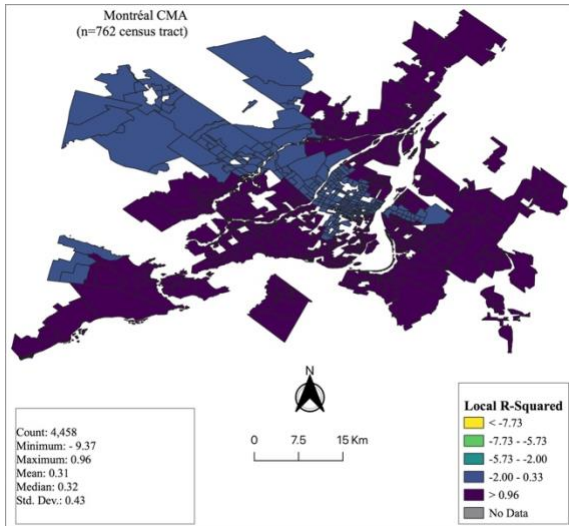 Montréal CMA
(n=762 census tract)
N
0 7.5 15 Km
Count: 4,458
Minimum: - 9.37
Maximum: 0.96
Mean: 0.31
Median: 0.32
Std. Dev.: 0.43
Local R-Squared
< -7.73
-7.73 - -5.73
-5.73 - -2.00
-2.00 - 0.33
> 0.96
No Data